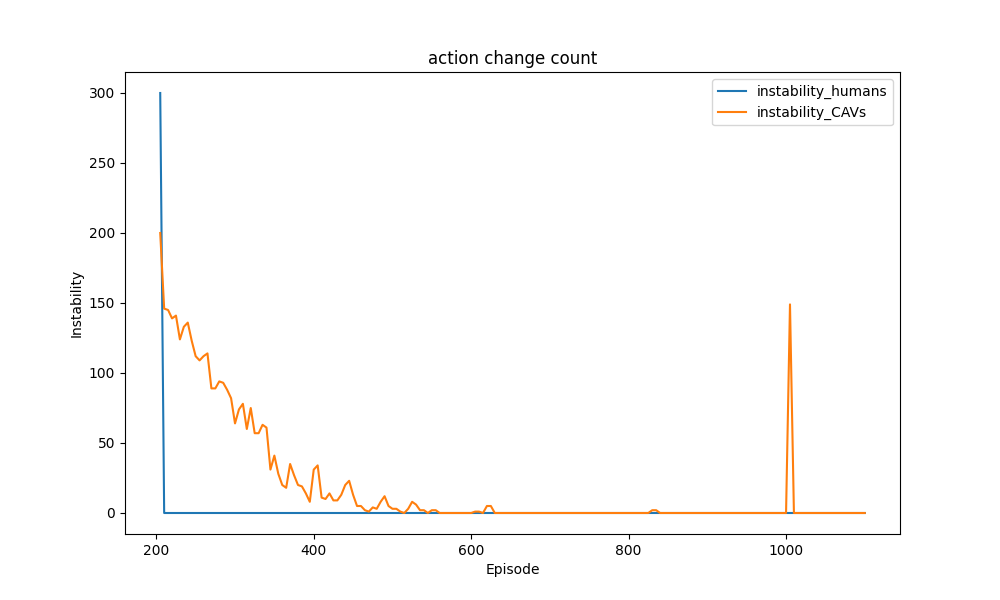 action change count
instability_humans
instability_CAVs
300
250
200
150
100
50
0
Instability
200 400 600 800 1000
Episode